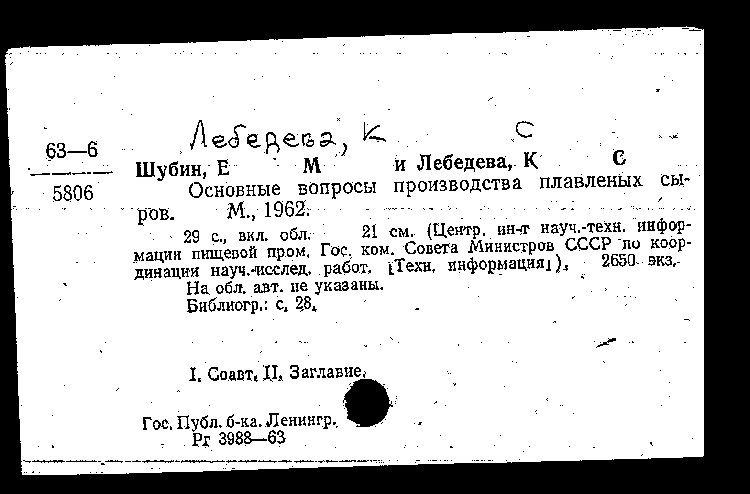 Лебедева, К С
63—6
5806
Шубин, Е М и Лебедева, К С
Основные вопросы производства плавленых сы-
ров. М., 1962.
29 с., вкл. обл. 21 см. (Центр. ин-т науч.-техн. инфор-
мации пищевой пром. Гос. ком. Совета Министров СССР по коор-
динации науч.-исслед. работ. [Техн. информация]). 2650 экз.
На обл. авт. не указаны.
Библиогр.: с. 28.
I. Соавт. II. Заглавие.
Гос. Публ. б-ка. Ленингр.
Рг 3988—63